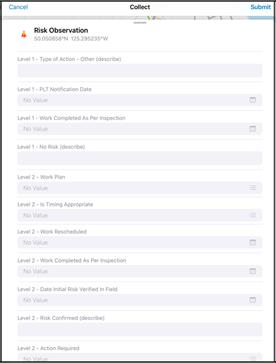 Cancel
Collect
Submit
Risk Observation
50.050858°N 125.295235°W
Level 1 - Type of Action - Other (describe)
Level 1 - PLT Notification Date
No Value
Level 1 - Work Completed As Per Inspection
No Value
Level 1 - No Risk (describe)
Level 2 - Work Plan
No Value
Level 2 - Is Timing Appropriate
No Value
Level 2 - Work Rescheduled
No Value
Level 2 - Work Completed As Per Inspection
No Value
Level 2 - Date Initial Risk Verified In Field
No Value
Level 2 - Risk Confirmed (describe)
Level 2 - Action Required
No Value